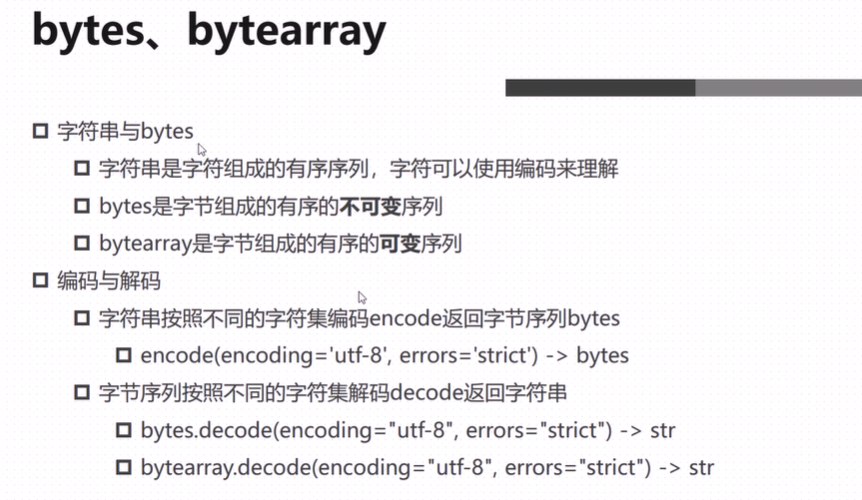 bytes、bytearray
字符串与bytes
字符串是字符组成的有序序列，字符可以使用编码来理解
bytes是字节组成的有序的不可变序列
bytearray是字节组成的有序的可变序列
编码与解码
字符串按照不同的字符集编码encode返回字节序列bytes
encode(encoding='utf-8', errors='strict') -> bytes
字节序列按照不同的字符集解码decode返回字符串
bytes.decode(encoding="utf-8", errors="strict") -> str
bytearray.decode(encoding="utf-8", errors="strict") -> str